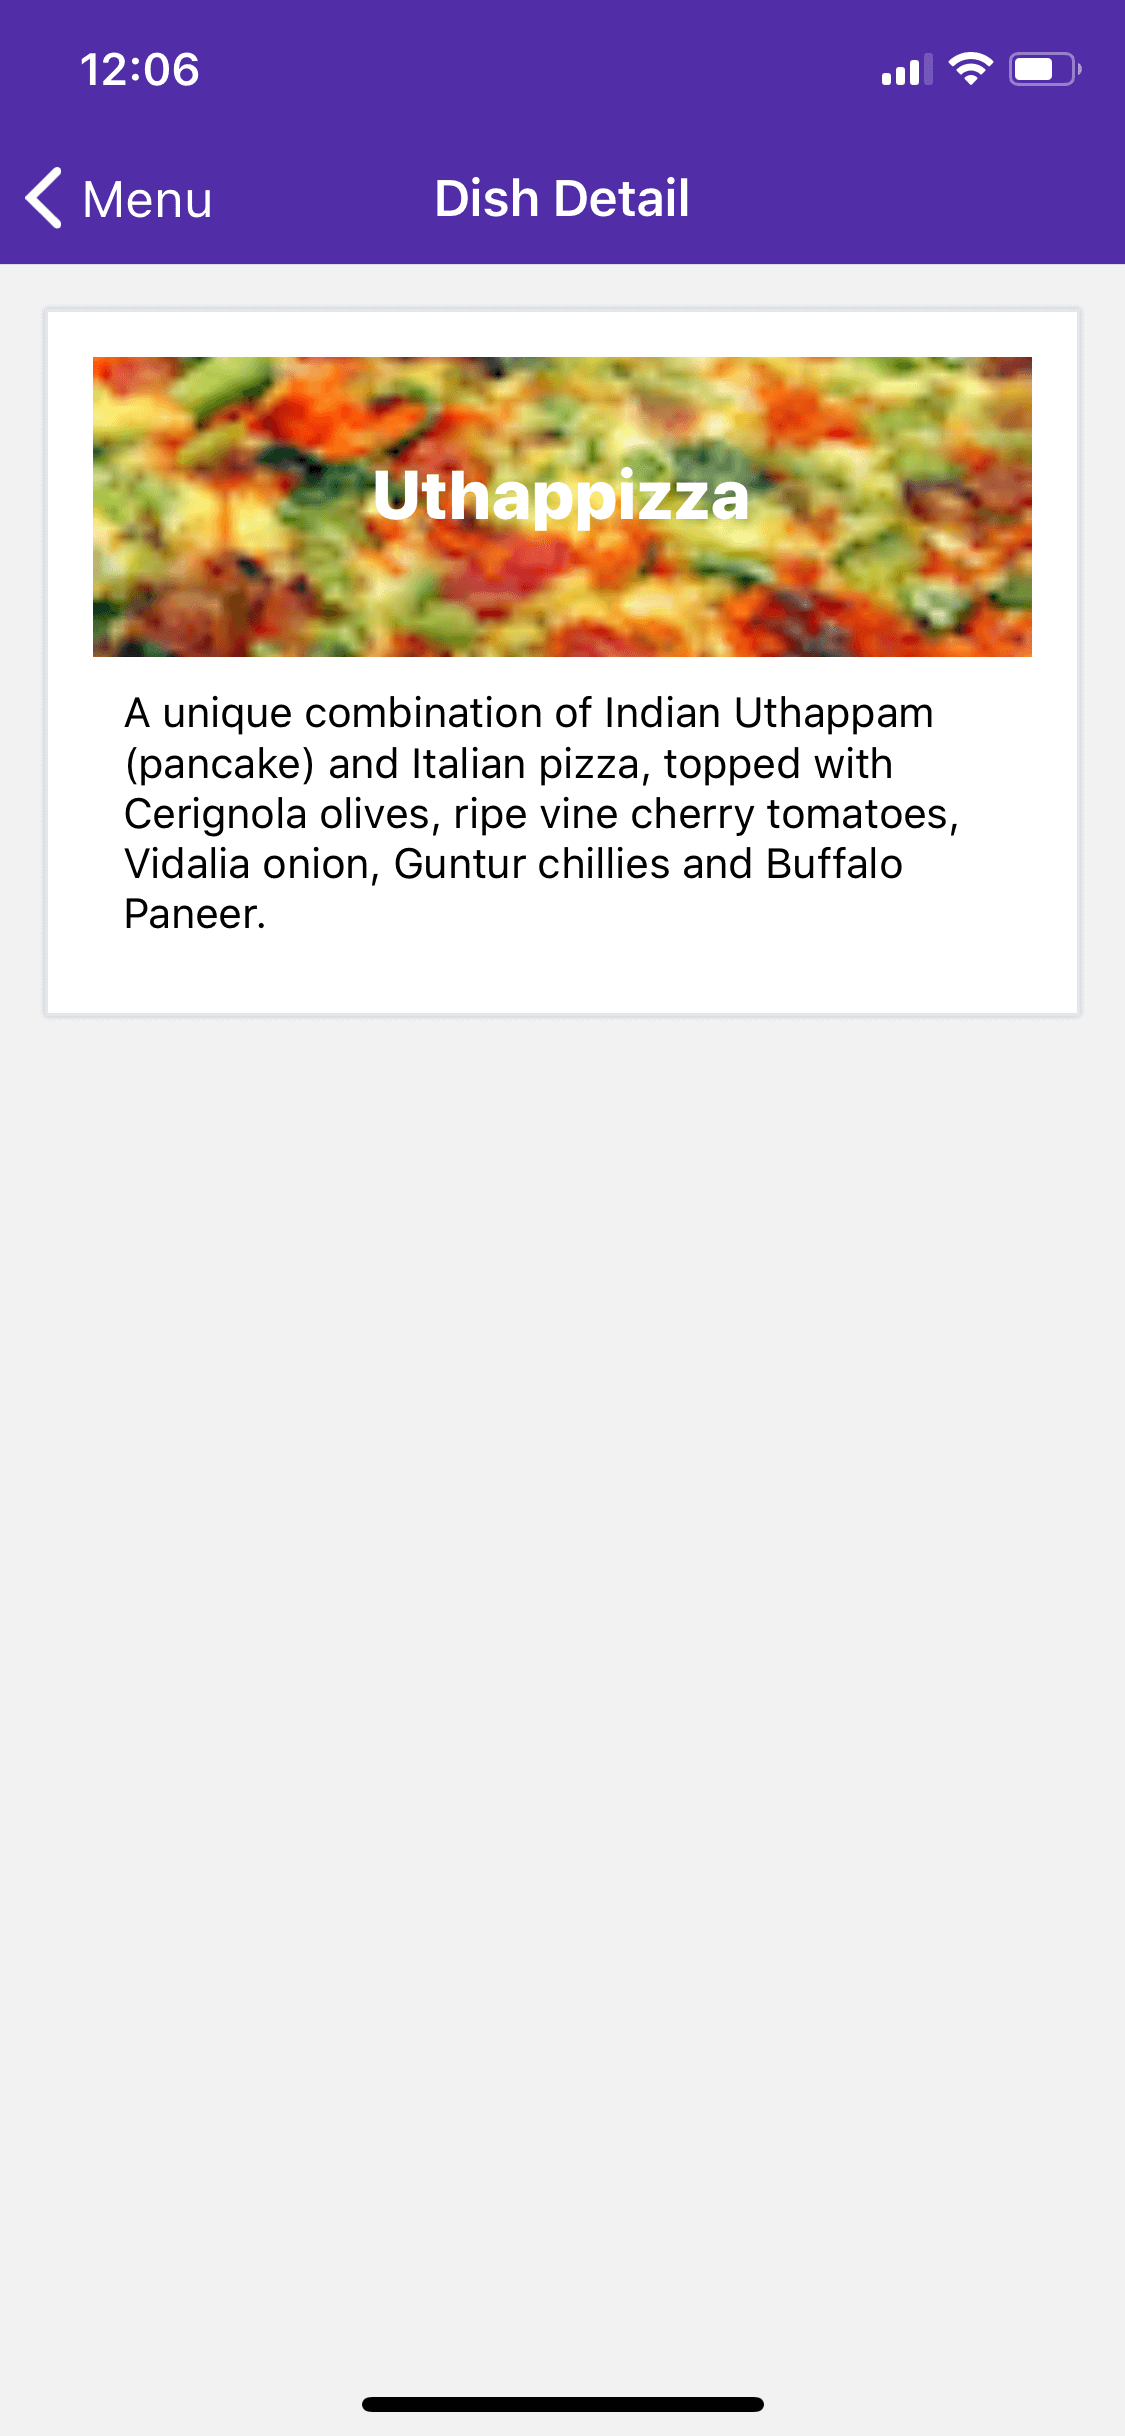 12:06
Menu
Dish Detail
Uthappizza
A unique combination of Indian Uthappam
(pancake) and Italian pizza, topped with
Cerignola olives, ripe vine cherry tomatoes,
Vidalia onion, Guntur chillies and Buffalo
Paneer.